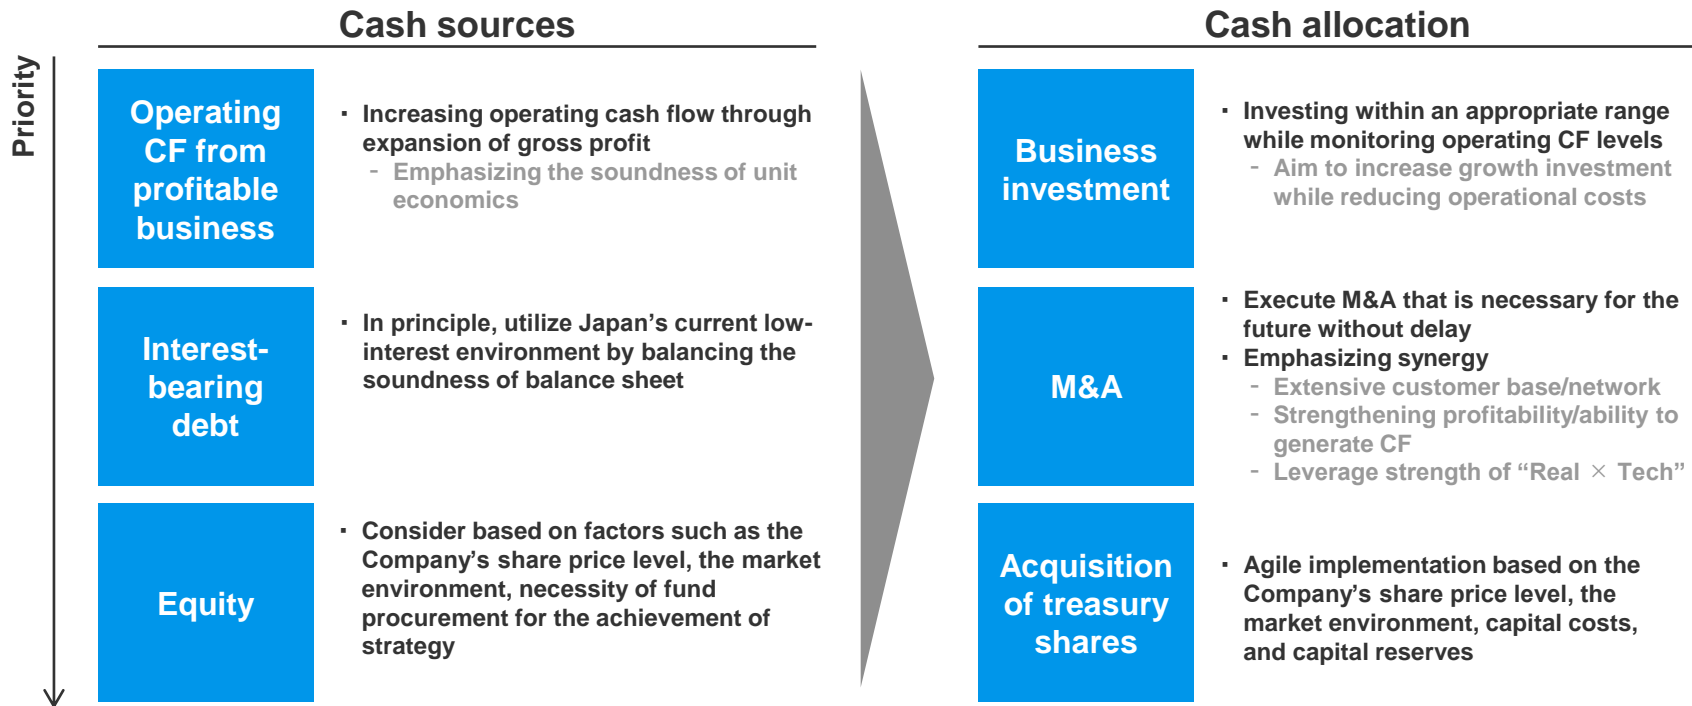 Cash sources
Priority
Operating
CF from
profitable
business
▪ Increasing operating cash flow through
expansion of gross profit
- Emphasizing the soundness of unit
economics
Interest-
bearing
debt
▪ In principle, utilize Japan’s current low-
interest environment by balancing the
soundness of balance sheet
Equity
▪ Consider based on factors such as the
Company’s share price level, the market
environment, necessity of fund
procurement for the achievement of
strategy
Cash allocation
Business
investment
▪ Investing within an appropriate range
while monitoring operating CF levels
- Aim to increase growth investment
while reducing operational costs
M&A
▪ Execute M&A that is necessary for the
future without delay
▪ Emphasizing synergy
- Extensive customer base/network
- Strengthening profitability/ability to
generate CF
- Leverage strength of “Real × Tech”
Acquisition
of treasury
shares
▪ Agile implementation based on the
Company’s share price level, the
market environment, capital costs,
and capital reserves